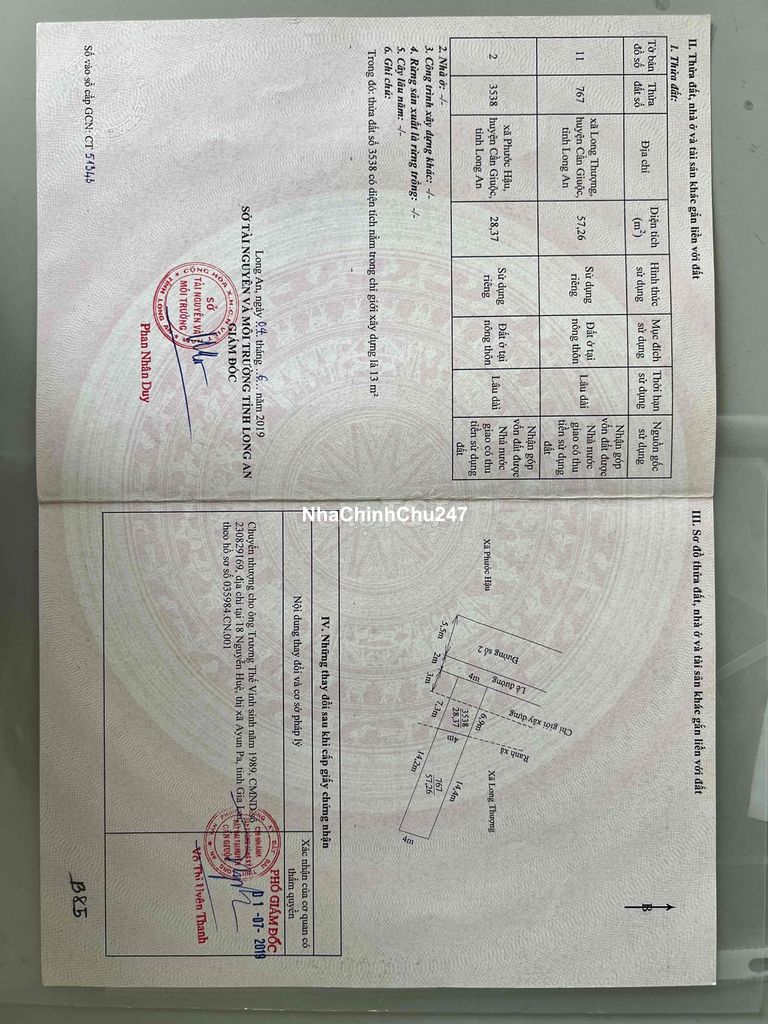 II. Thửa đất, nhà ở và tài sản khác gắn liền với đất
1. Thửa đất:
Tờ bản đồ số | Thửa đất số | Địa chỉ | Diện tích (m²) | Hình thức sử dụng | Mục đích sử dụng | Thời hạn sử dụng | Nguồn gốc sử dụng
11 | 767 | xã Long Thượng, huyện Cần Giuộc, tỉnh Long An | 57,26 | Sử dụng riêng | Đất ở tại nông thôn | Lâu dài | Nhận góp vốn đất được Nhà nước giao có thu tiền sử dụng đất
2 | 3538 | xã Phước Hậu, huyện Cần Giuộc, tỉnh Long An | 28,37 | Sử dụng riêng | Đất ở tại nông thôn | Lâu dài | Nhận góp vốn đất được Nhà nước giao có thu tiền sử dụng đất
2. Nhà ở: -/-
3. Công trình xây dựng khác: -/-
4. Rừng sản xuất là rừng trồng: -/-
5. Cây lâu năm: -/-
6. Ghi chú:
Trong đó: thửa đất số 3538 có diện tích nằm trong chỉ giới xây dựng là 13 m²
Long An, ngày 04 tháng 6 năm 2019
SỞ TÀI NGUYÊN VÀ MÔI TRƯỜNG TỈNH LONG AN
GIÁM ĐỐC
SỞ
TÀI NGUYÊN VÀ
MÔI TRƯỜNG
Phan Nhân Duy
Số vào sổ cấp GCN: CT 51343
III. Sơ đồ thửa đất, nhà ở và tài sản khác gắn liền với đất
B
Xã Phước Hậu
Đường số 2
Lề đường
Chỉ giới xây dựng
Ranh xã
Xã Long Thượng
5,5m
2m
3m
4m
7,3m
6,9m
3538
28,37
4m
14,2m
14,4m
767
57,26
4m
NhaChinhChu247
IV. Những thay đổi sau khi cấp giấy chứng nhận
Nội dung thay đổi và cơ sở pháp lý | Xác nhận của cơ quan có thẩm quyền
Chuyển nhượng cho ông Trương Thế Vinh sinh năm 1989, CMND số
230829169, địa chỉ tại 18 Nguyễn Huệ, thị xã Ayun Pa, tỉnh Gia Lai
theo hồ sơ số 035984.CN.001
01 -07- 2019
PHÓ GIÁM ĐỐC
Võ Thị Uyên Thanh
B85